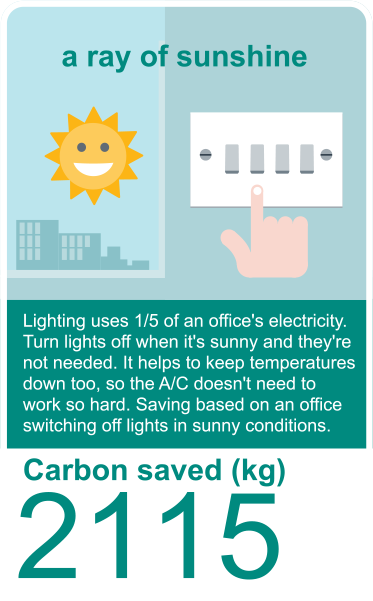 a ray of sunshine
Lighting uses 1/5 of an office's electricity.
Turn lights off when it's sunny and they're
not needed. It helps to keep temperatures
down too, so the A/C doesn't need to
work so hard. Saving based on an office
switching off lights in sunny conditions.
Carbon saved (kg)
2115